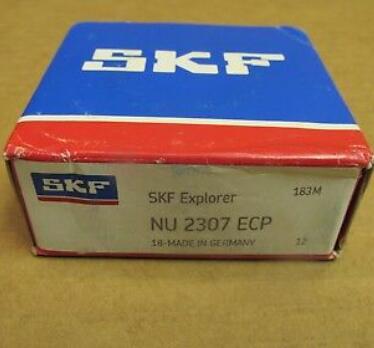 SKF
SKF
SKF Explorer 183M
NU 2307 ECP
18-MADE IN GERMANY 12